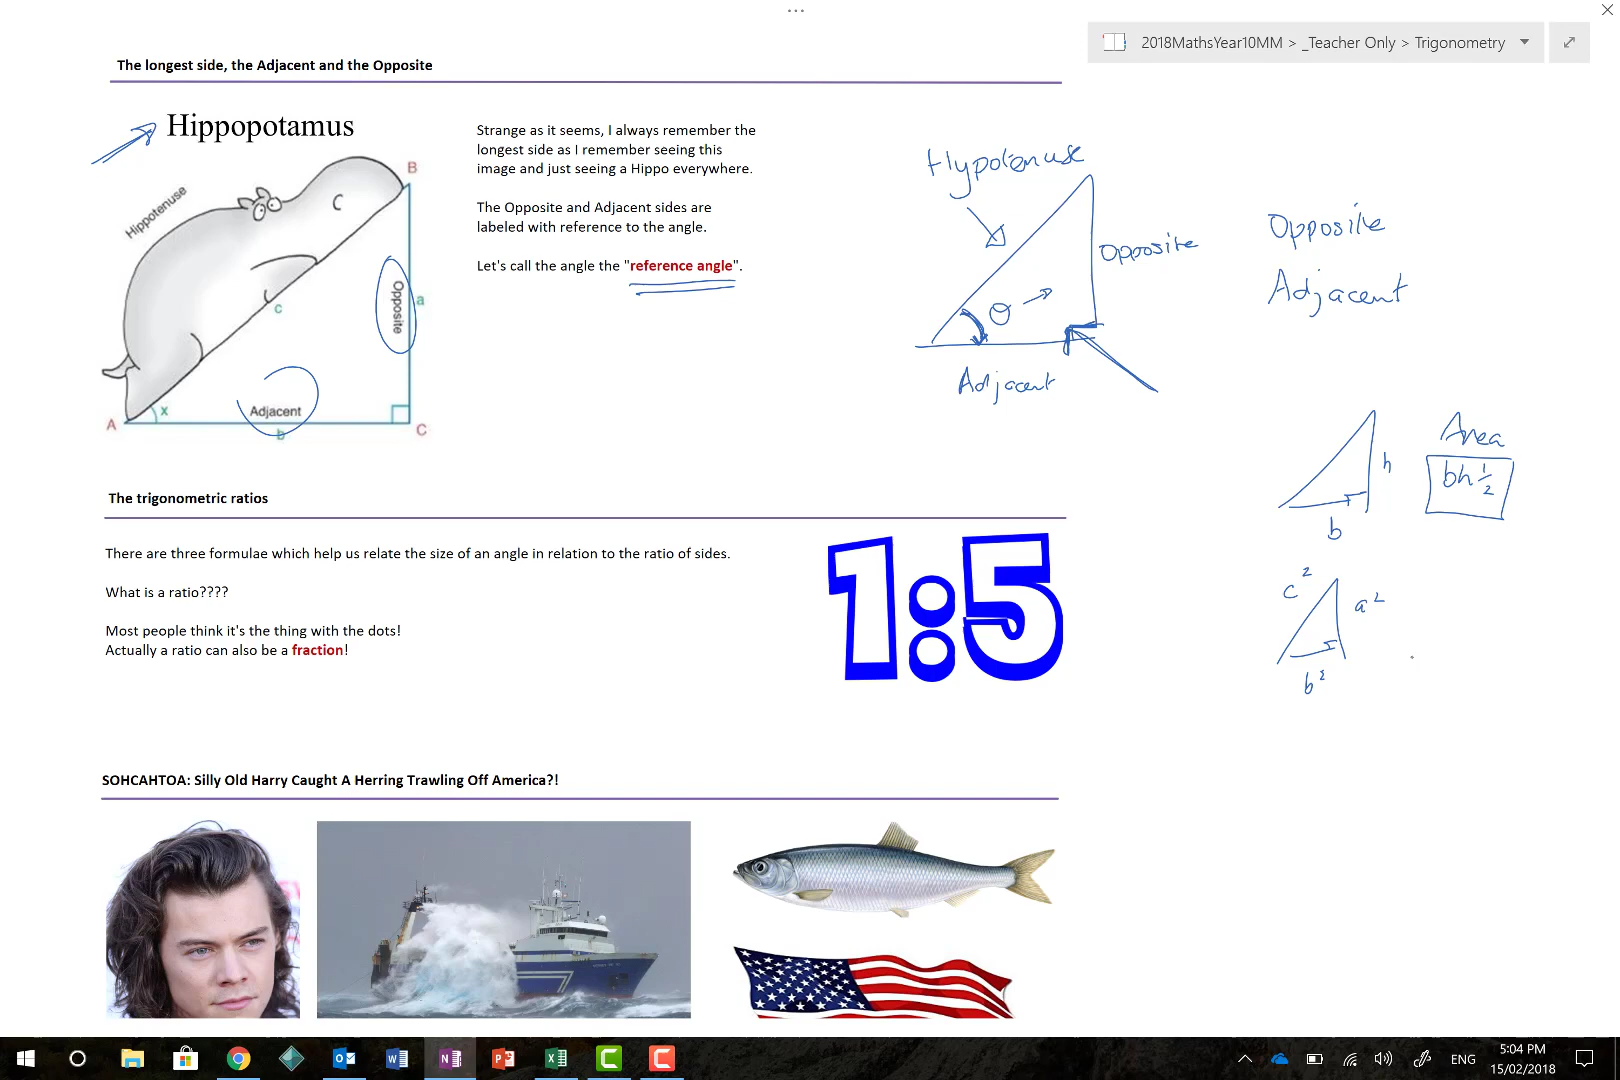 2018MathsYear10MM > _Teacher Only > Trigonometry
The longest side, the Adjacent and the Opposite
Hippopotamus
Hippotenuse
B
C
c
Opposite
a
x
Adjacent
A
b
C
Strange as it seems, I always remember the
longest side as I remember seeing this
image and just seeing a Hippo everywhere.
The Opposite and Adjacent sides are
labeled with reference to the angle.
Let's call the angle the "reference angle".
Hypotenuse
Opposite
θ
Adjacent
Opposite
Adjacent
h
b
Area
bh 1/2
c²
a²
b²
The trigonometric ratios
There are three formulae which help us relate the size of an angle in relation to the ratio of sides.
What is a ratio????
Most people think it's the thing with the dots!
Actually a ratio can also be a fraction!
1:5
SOHCAHTOA: Silly Old Harry Caught A Herring Trawling Off America?!
ENG
5:04 PM
15/02/2018